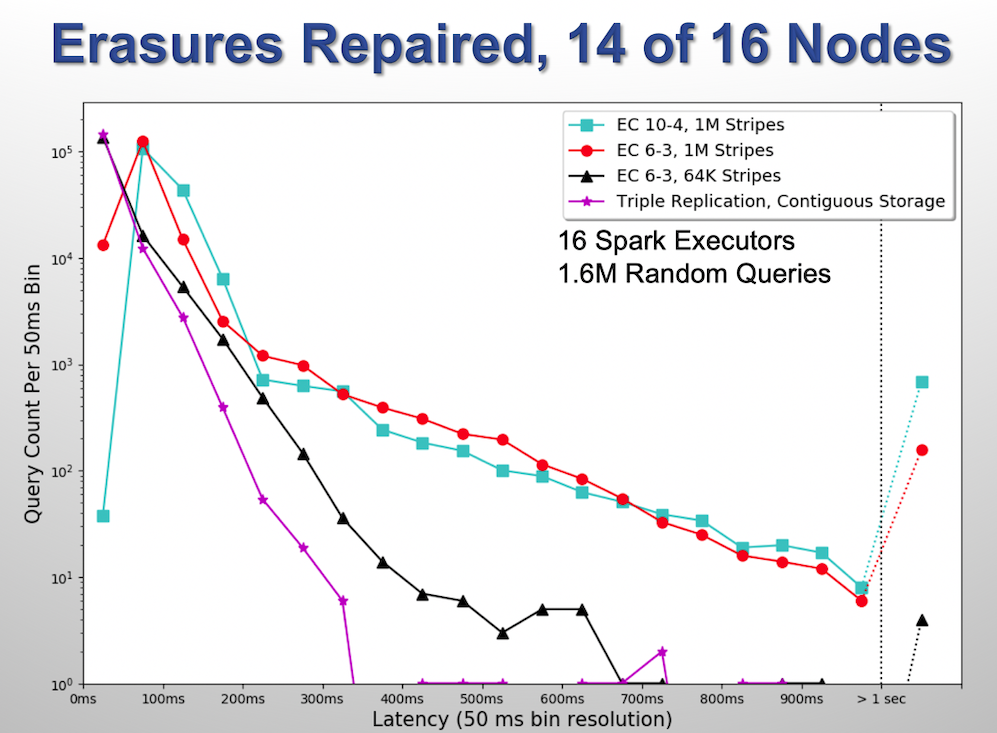 Erasures Repaired, 14 of 16 Nodes
EC 10-4, 1M Stripes
EC 6-3, 1M Stripes
EC 6-3, 64K Stripes
Triple Replication, Contiguous Storage
16 Spark Executors
1.6M Random Queries
Query Count Per 50ms Bin
10⁵
10⁴
10³
10²
10¹
10⁰
0ms 100ms 200ms 300ms 400ms 500ms 600ms 700ms 800ms 900ms > 1 sec
Latency (50 ms bin resolution)